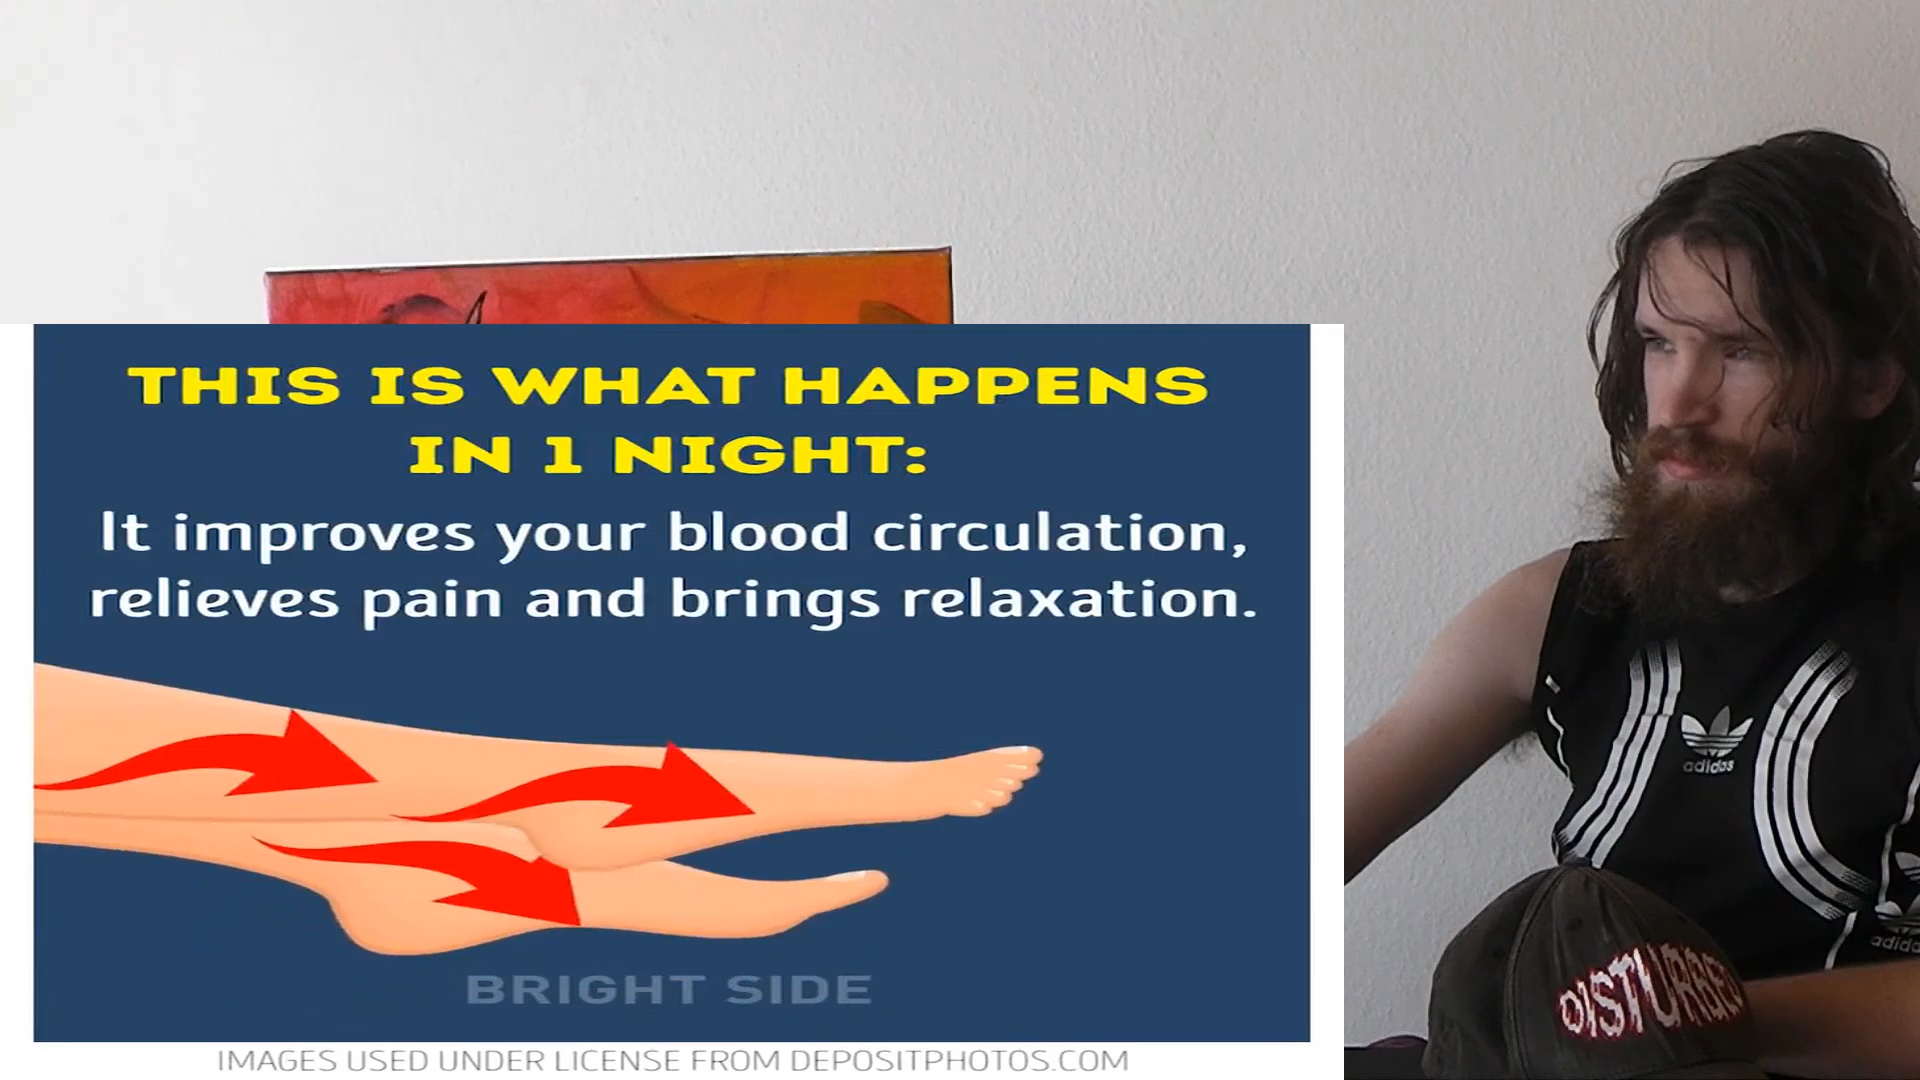 THIS IS WHAT HAPPENS
IN 1 NIGHT:
It improves your blood circulation,
relieves pain and brings relaxation.
BRIGHT SIDE
IMAGES USED UNDER LICENSE FROM DEPOSITPHOTOS.COM
adidas
adidas
DISTURBED